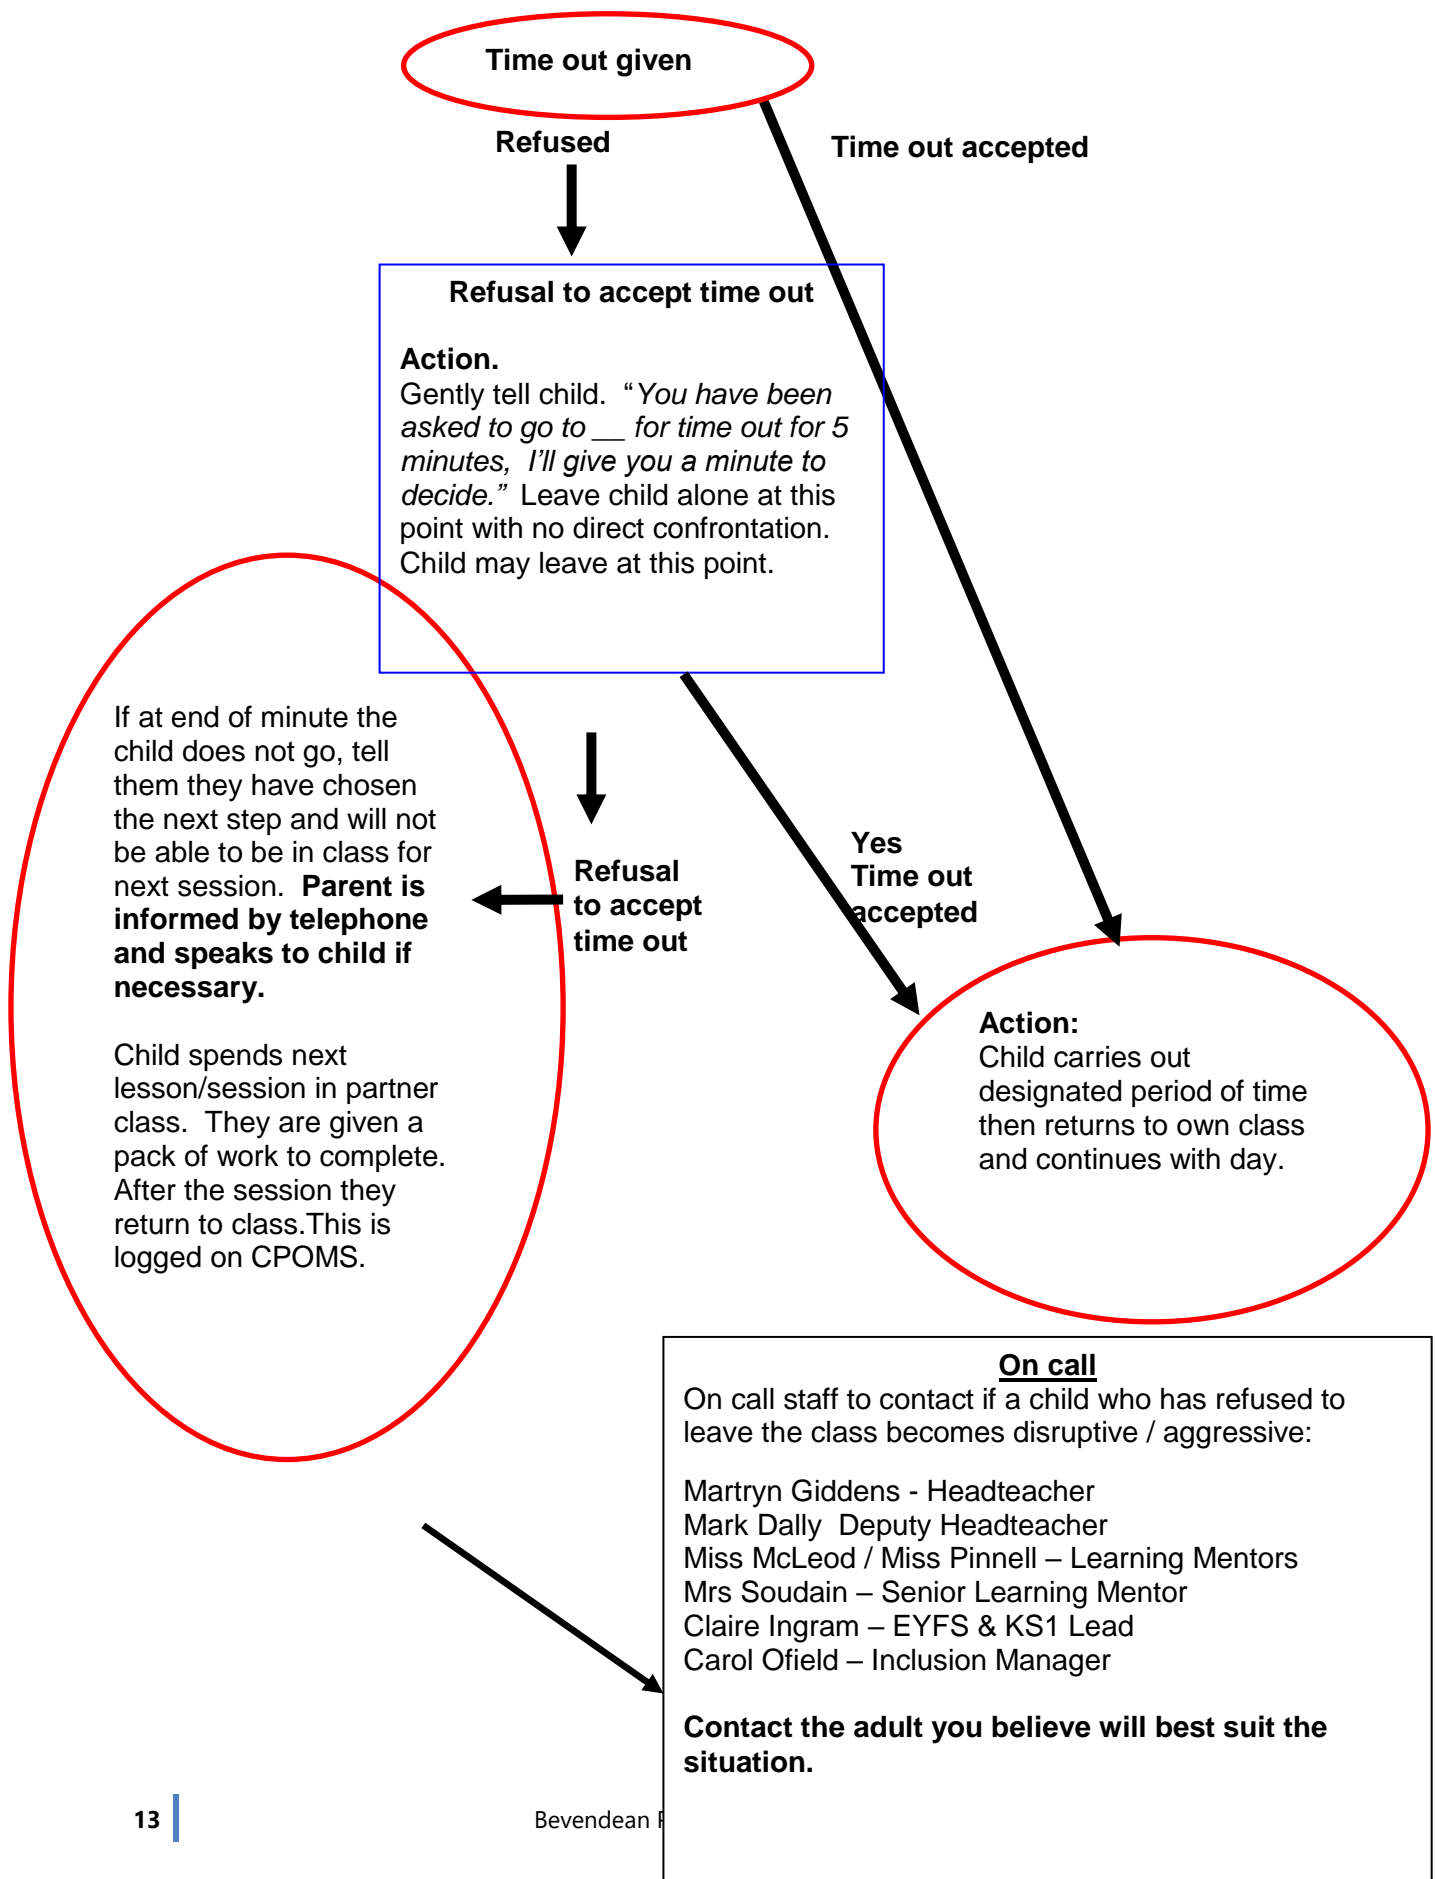 Time out given
Refused
Time out accepted
Refusal to accept time out
Action.
Gently tell child.  “You have been
asked to go to __ for time out for 5
minutes,  I’ll give you a minute to
decide.”  Leave child alone at this
point with no direct confrontation.
Child may leave at this point.
If at end of minute the
child does not go, tell
them they have chosen
the next step and will not
be able to be in class for
next session.  Parent is
informed by telephone
and speaks to child if
necessary.
Child spends next
lesson/session in partner
class.  They are given a
pack of work to complete.
After the session they
return to class.This is
logged on CPOMS.
Refusal
to accept
time out
Yes
Time out
accepted
Action:
Child carries out
designated period of time
then returns to own class
and continues with day.
On call
On call staff to contact if a child who has refused to
leave the class becomes disruptive / aggressive:
Martryn Giddens - Headteacher
Mark Dally  Deputy Headteacher
Miss McLeod / Miss Pinnell – Learning Mentors
Mrs Soudain – Senior Learning Mentor
Claire Ingram – EYFS & KS1 Lead
Carol Ofield – Inclusion Manager
Contact the adult you believe will best suit the
situation.
13
Bevendean